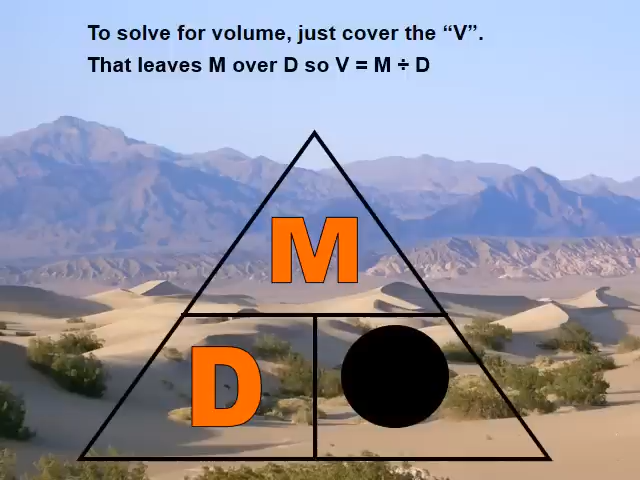 To solve for volume, just cover the “V”.
That leaves M over D so V = M ÷ D
M
D